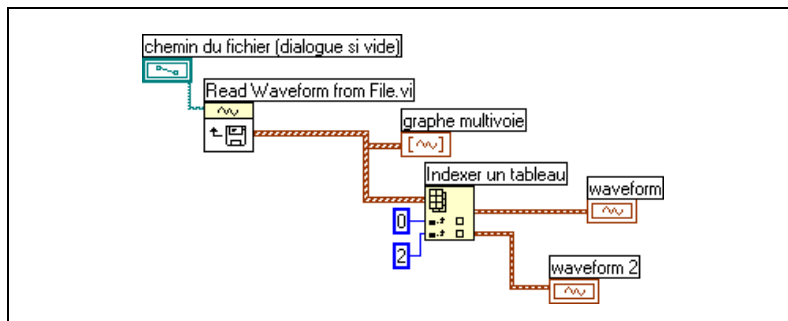 chemin du fichier (dialogue si vide)
Read Waveform from File.vi
graphe multivoie
Indexer un tableau
waveform
0
2
waveform 2